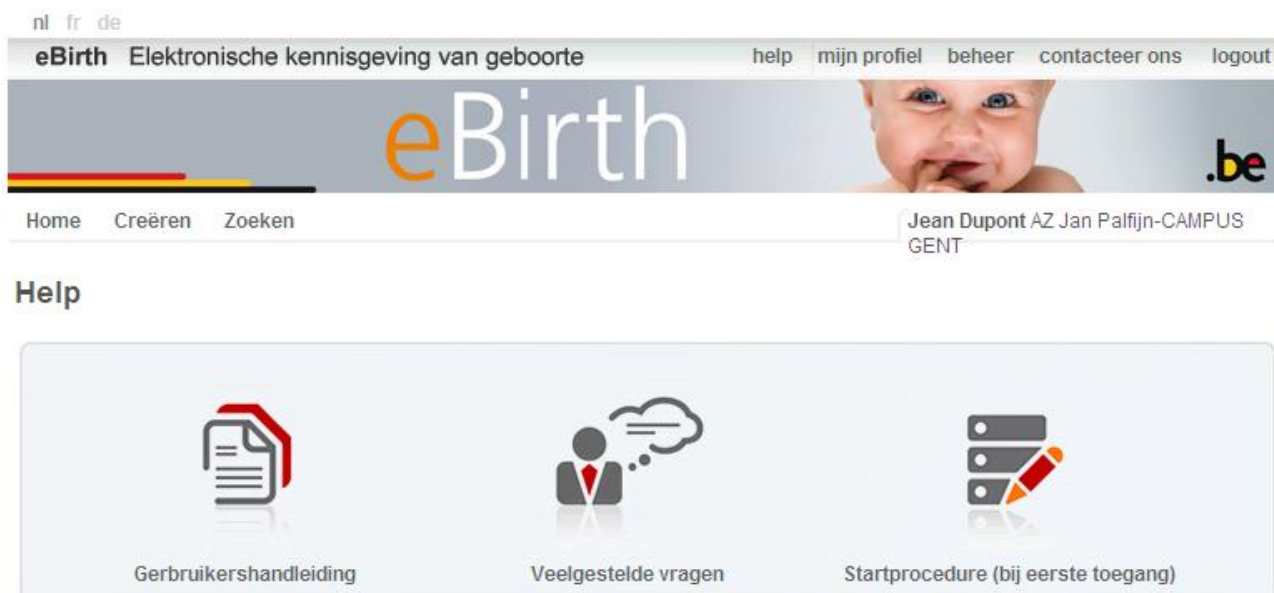 nl fr de
eBirth Elektronische kennisgeving van geboorte help mijn profiel beheer contacteer ons logout
eBirth
.be
Home Creëren Zoeken Jean Dupont AZ Jan Palfijn-CAMPUS
GENT
Help
Gerbruikershandleiding Veelgestelde vragen Startprocedure (bij eerste toegang)